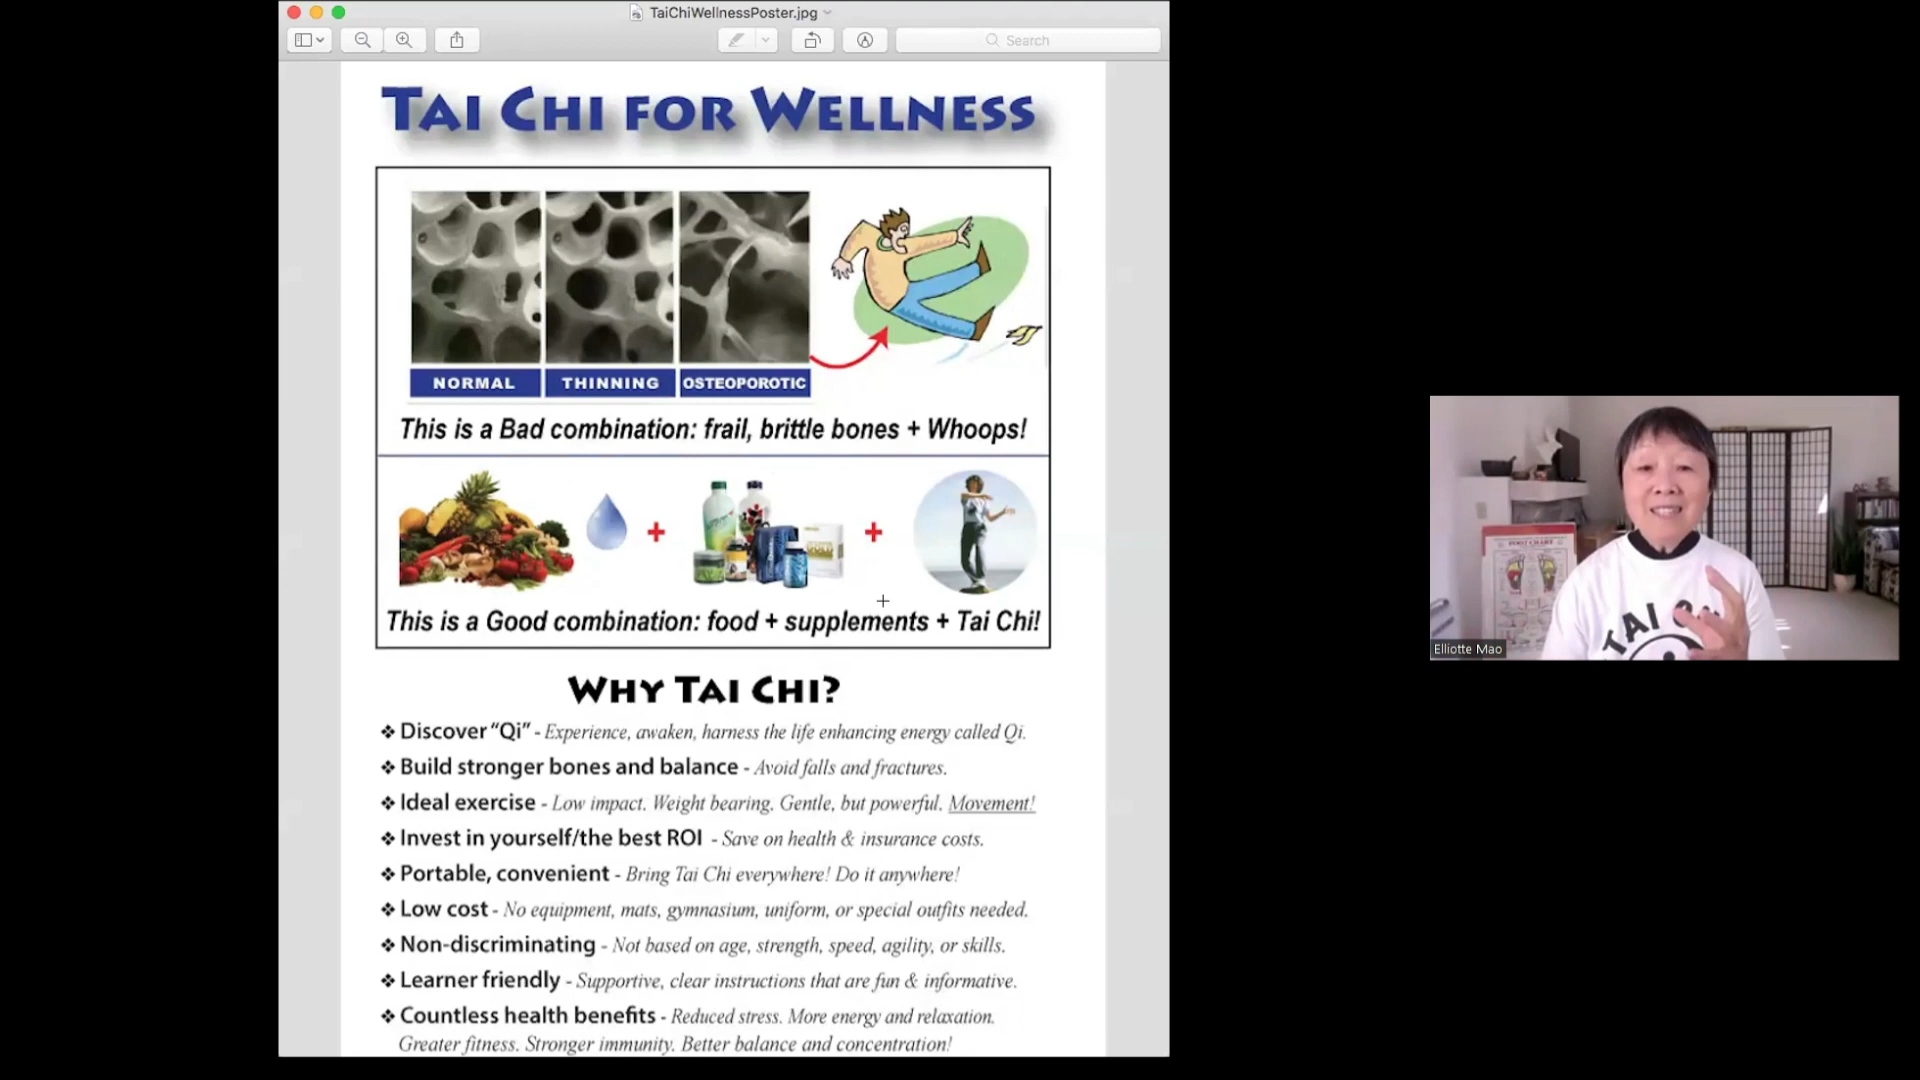 TaiChiWellnessPoster.jpg
Search
TAI CHI FOR WELLNESS
NORMAL THINNING OSTEOPOROTIC
This is a Bad combination: frail, brittle bones + Whoops!
+ +
This is a Good combination: food + supplements + Tai Chi!
WHY TAI CHI?
❖ Discover “Qi” - Experience, awaken, harness the life enhancing energy called Qi.
❖ Build stronger bones and balance - Avoid falls and fractures.
❖ Ideal exercise - Low impact. Weight bearing. Gentle, but powerful. Movement!
❖ Invest in yourself/the best ROI - Save on health & insurance costs.
❖ Portable, convenient - Bring Tai Chi everywhere! Do it anywhere!
❖ Low cost - No equipment, mats, gymnasium, uniform, or special outfits needed.
❖ Non-discriminating - Not based on age, strength, speed, agility, or skills.
❖ Learner friendly - Supportive, clear instructions that are fun & informative.
❖ Countless health benefits - Reduced stress. More energy and relaxation.
Greater fitness. Stronger immunity. Better balance and concentration!
FOOT CHART
TAI
Elliotte Mao